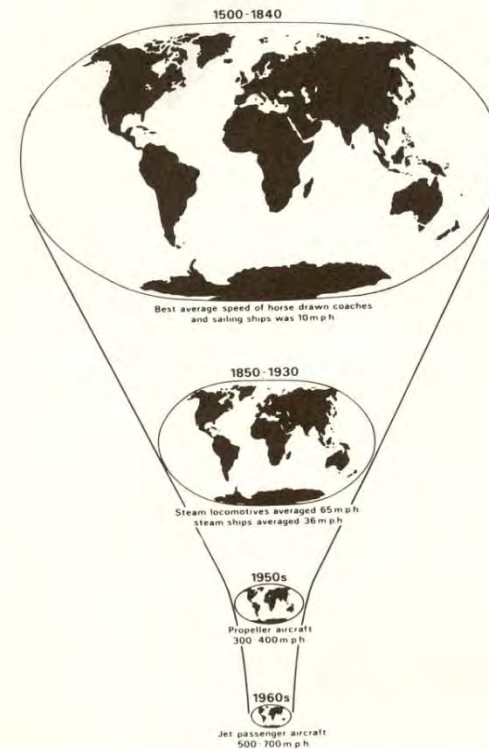 1500-1840
Best average speed of horse drawn coaches
and sailing ships was 10 m p h
1850-1930
Steam locomotives averaged 65 m p h
steam ships averaged 36 m p h
1950s
Propeller aircraft
300-400 m p h
1960s
Jet passenger aircraft
500-700 m p h